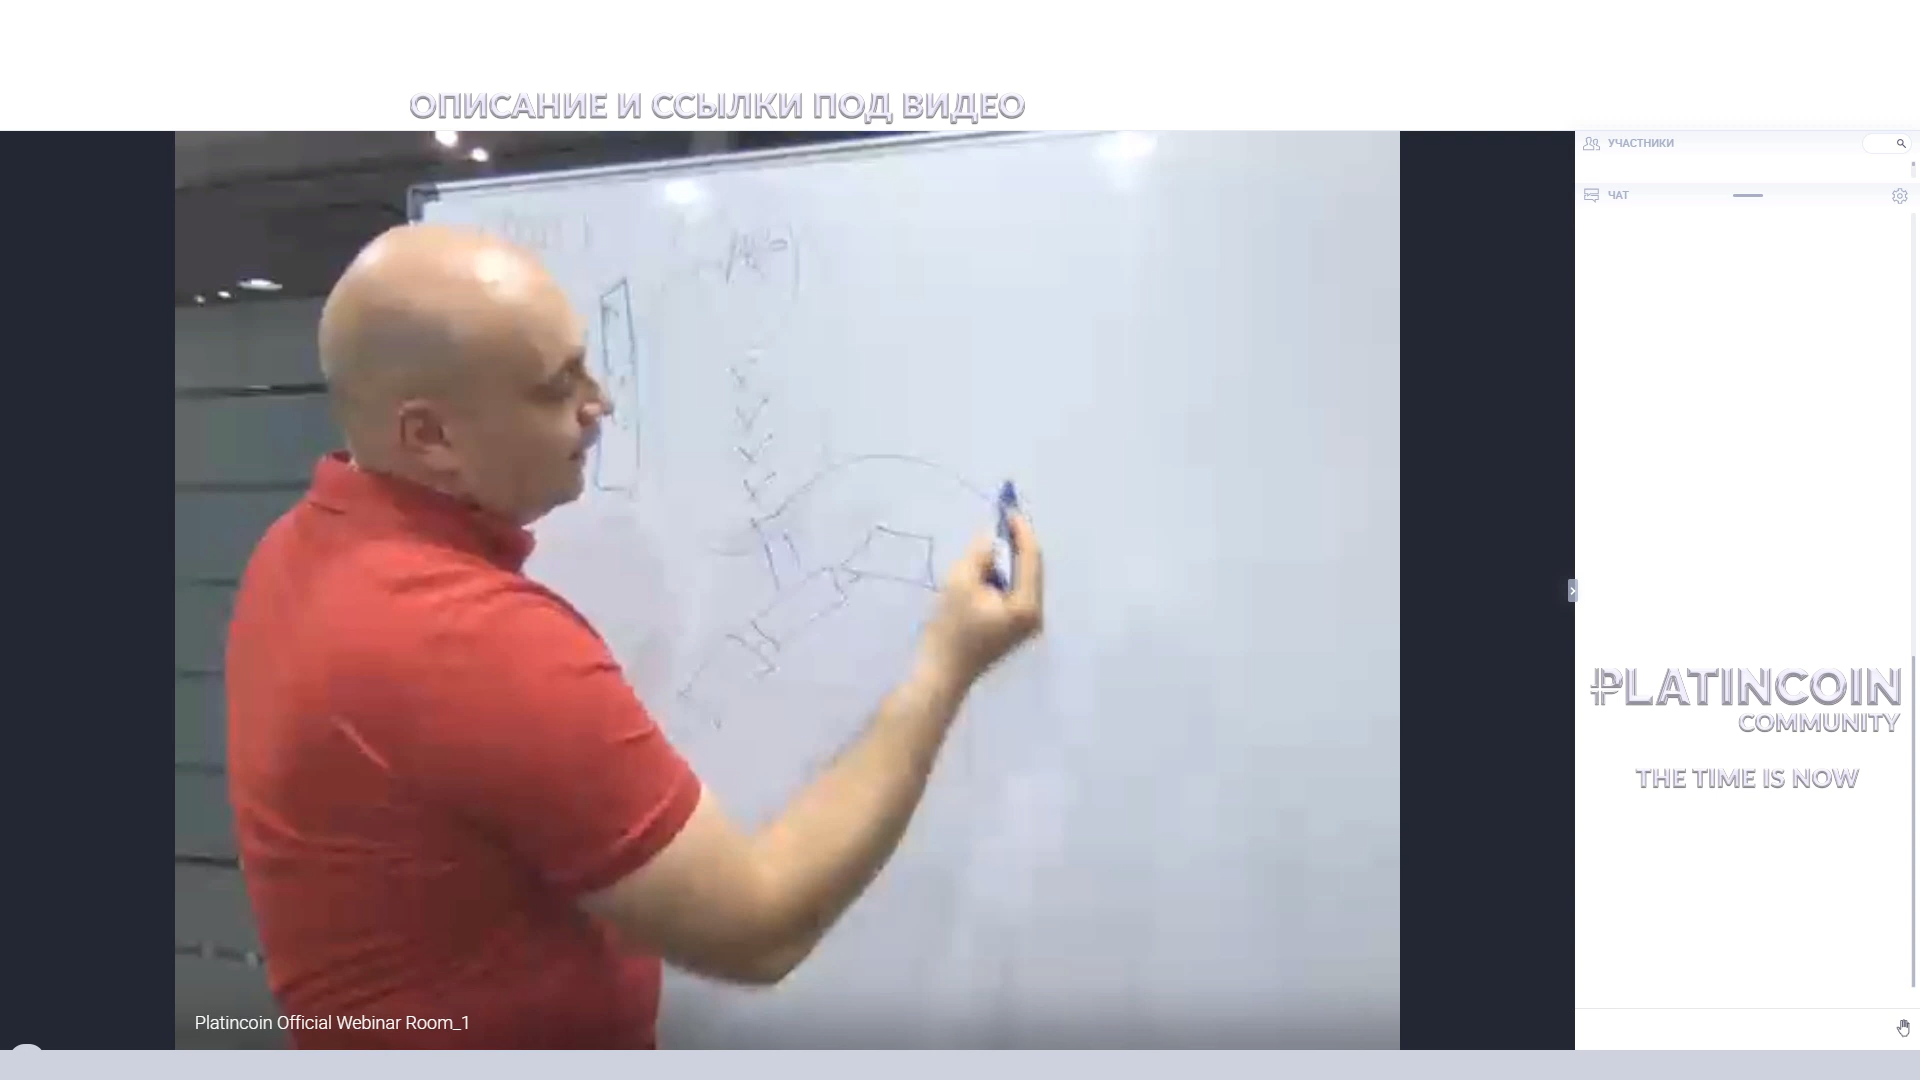 ОПИСАНИЕ И ССЫЛКИ ПОД ВИДЕО
УЧАСТНИКИ
ЧАТ
PLATINCOIN
COMMUNITY
THE TIME IS NOW
Platincoin Official Webinar Room_1